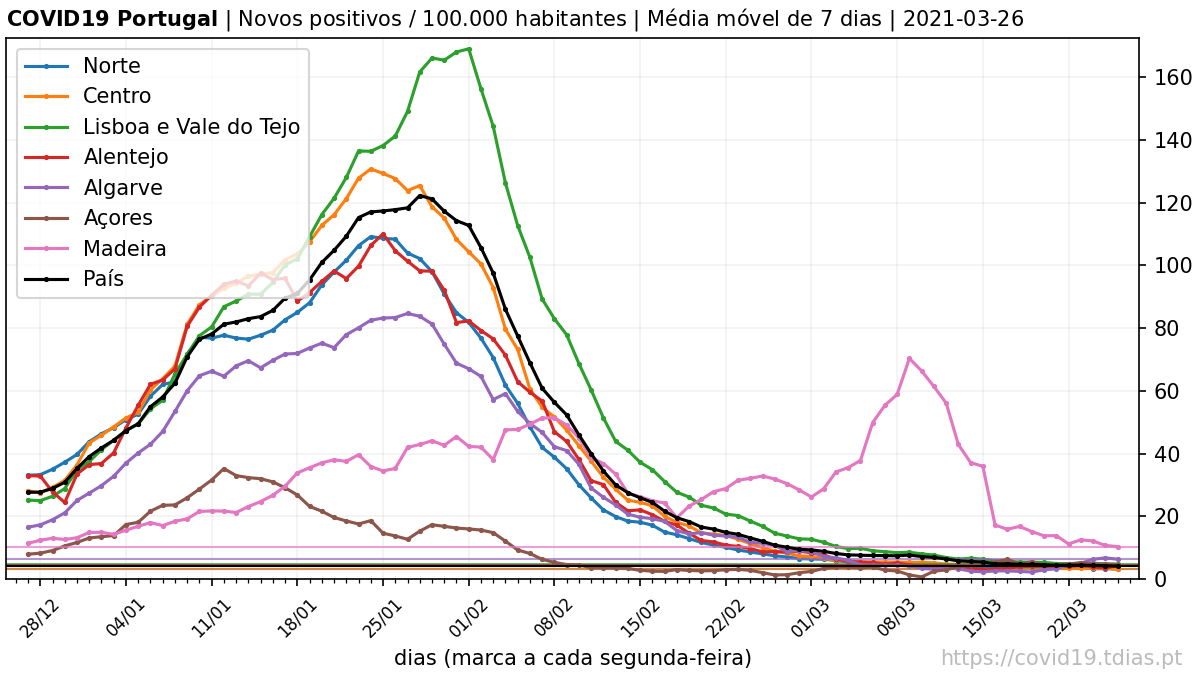 COVID19 Portugal | Novos positivos / 100.000 habitantes | Média móvel de 7 dias | 2021-03-26
Norte
Centro
Lisboa e Vale do Tejo
Alentejo
Algarve
Açores
Madeira
País
160
140
120
100
80
60
40
20
0
28/12
04/01
11/01
18/01
25/01
01/02
08/02
15/02
22/02
01/03
08/03
15/03
22/03
dias (marca a cada segunda-feira)
https://covid19.tdias.pt